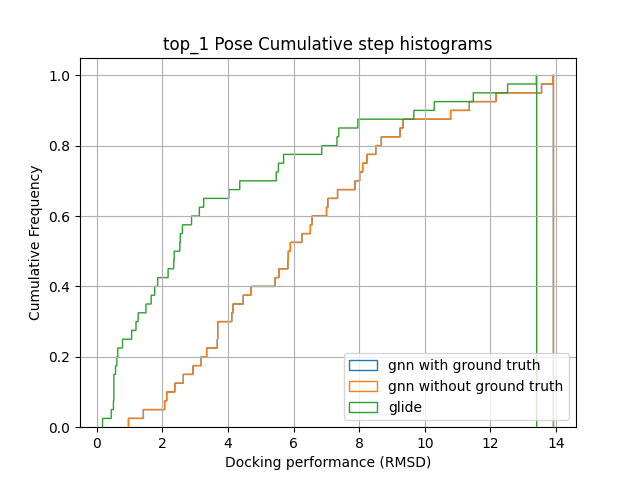 top_1 Pose Cumulative step histograms
1.0
0.8
0.6
0.4
0.2
0.0
Cumulative Frequency
gnn with ground truth
gnn without ground truth
glide
0 2 4 6 8 10 12 14
Docking performance (RMSD)